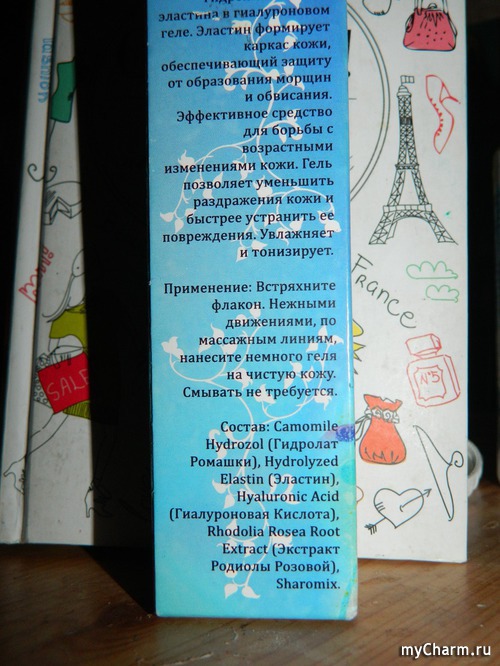 эластина в гиалуроновом
геле. Эластин формирует
каркас кожи,
обеспечивающий защиту
от образования морщин
и обвисания.
Эффективное средство
для борьбы с
возрастными
изменениями кожи. Гель
позволяет уменьшить
раздражения кожи и
быстрее устранить ее
повреждения. Увлажняет
и тонизирует.
Применение: Встряхните
флакон. Нежными
движениями, по
массажным линиям,
нанесите немного геля
на чистую кожу.
Смывать не требуется.
Состав: Camomile
Hydrozol (Гидролат
Ромашки), Hydrolyzed
Elastin (Эластин),
Hyaluronic Acid
(Гиалуроновая Кислота),
Rhodolia Rosea Root
Extract (Экстракт
Родиолы Розовой),
Sharomix.
France
N°5
SALE
myCharm.ru